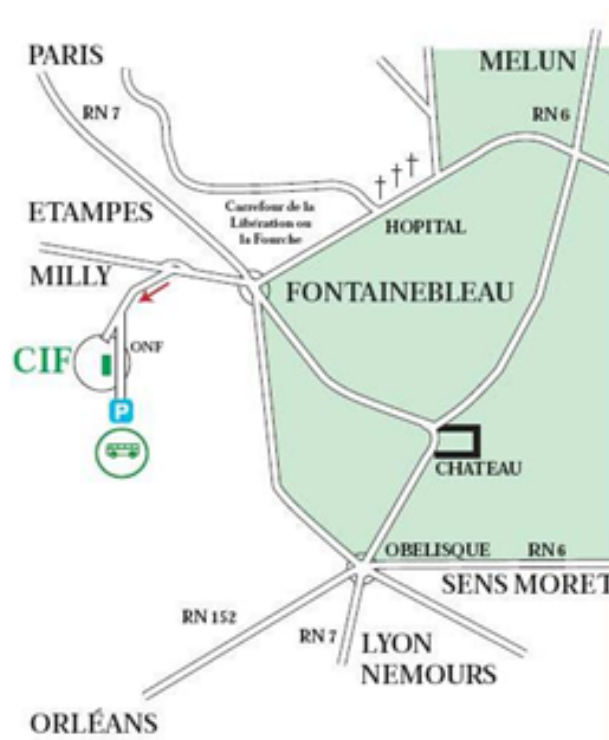 PARIS
MELUN
RN 7
RN 6
ETAMPES
Carrefour de la
Libération ou
la Fourche
HOPITAL
MILLY
FONTAINEBLEAU
CIF
ONF
P
CHATEAU
OBELISQUE
RN 6
SENS MORET
RN 152
RN 7
LYON
NEMOURS
ORLÉANS